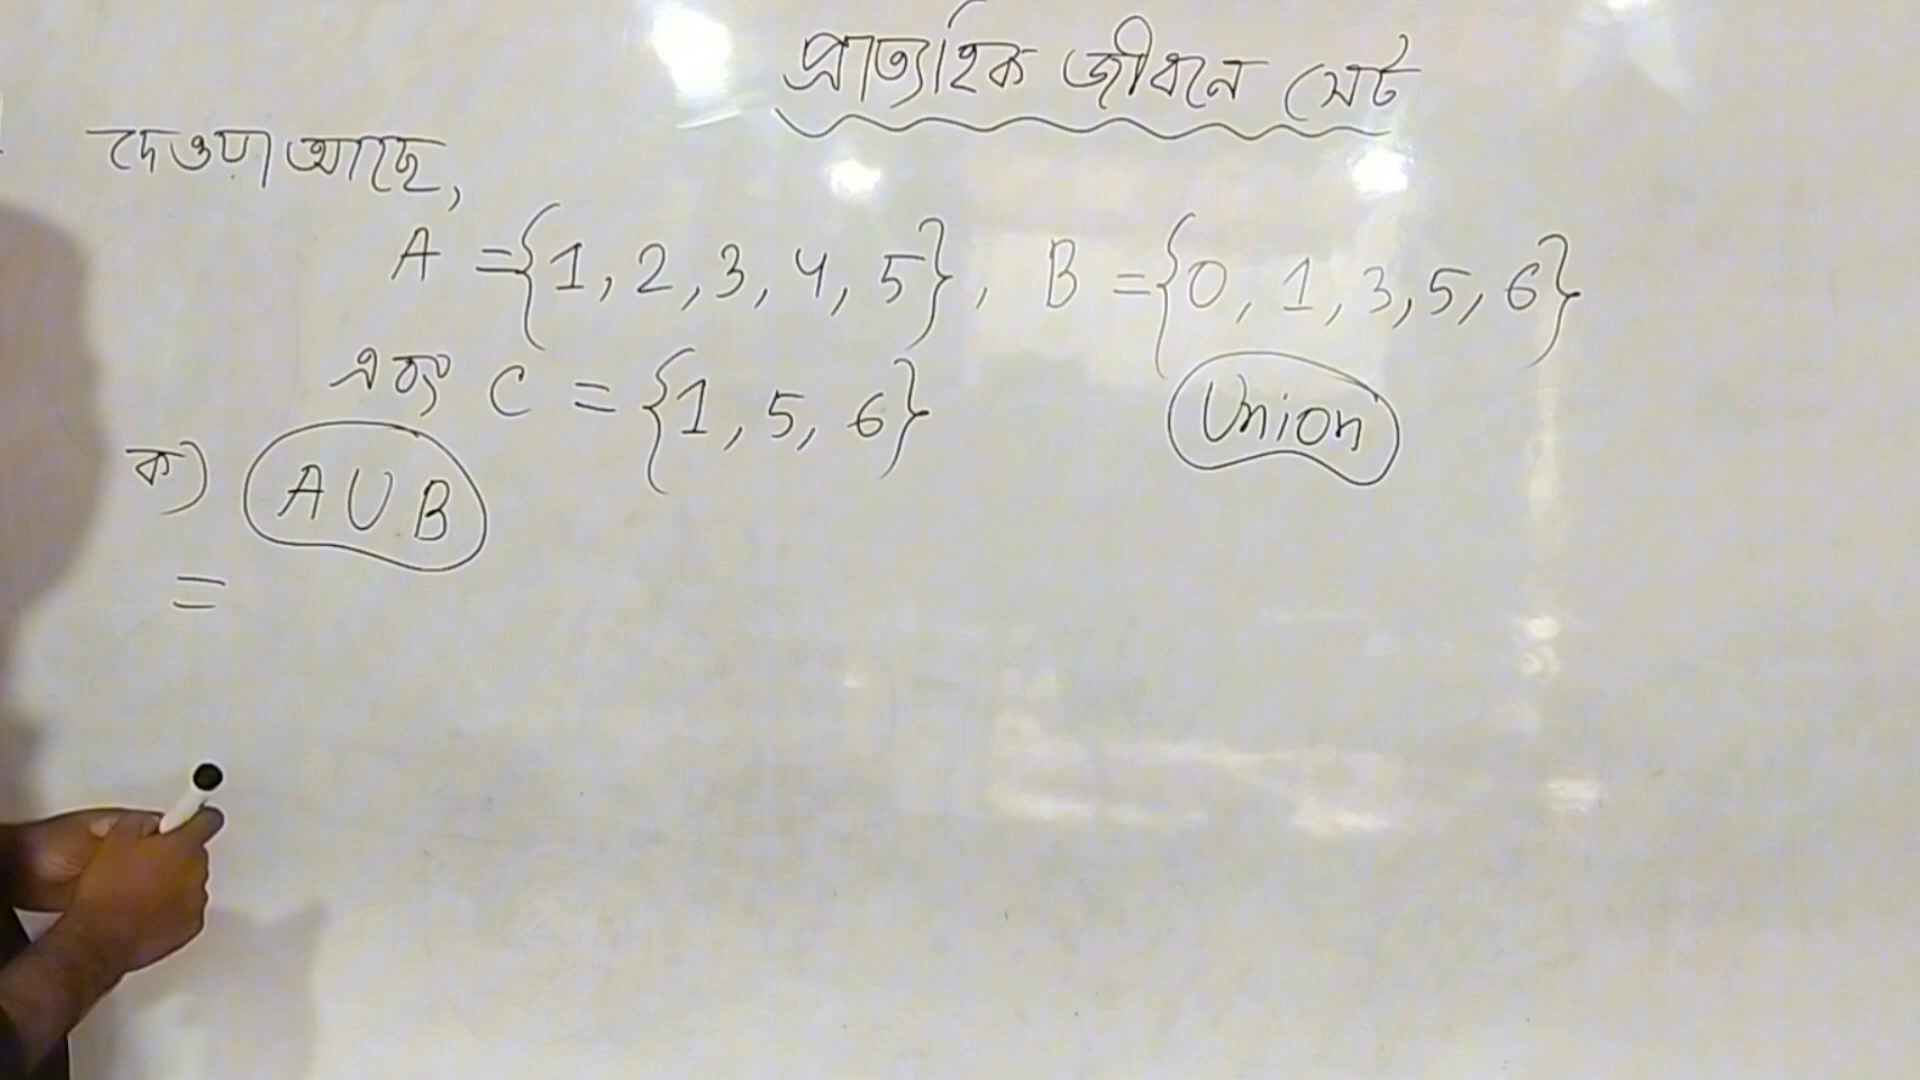 প্রাত্যহিক জীবনে সেট
দেওয়া আছে,
A = {1, 2, 3, 4, 5}, B = {0, 1, 3, 5, 6}
এবং C = {1, 5, 6}
Union
ক) A ∪ B
=